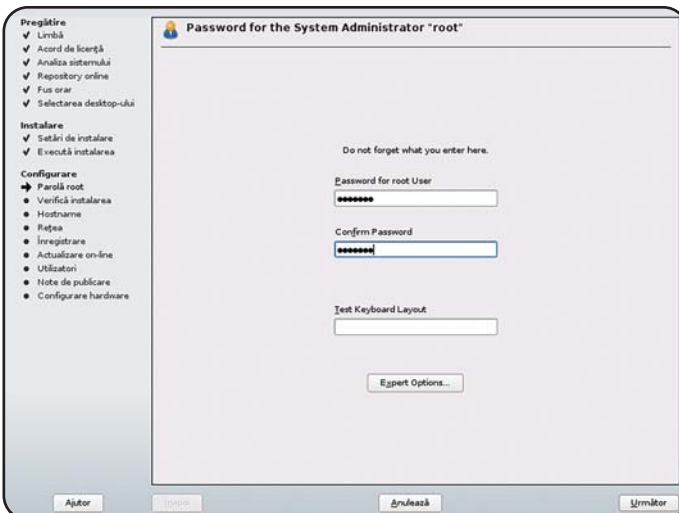 Pregătire
Limbă
Acord de licență
Analiza sistemului
Repository online
Fus orar
Selectarea desktop-ului
Instalare
Setări de instalare
Execută instalarea
Configurare
Parolă root
Verifică instalarea
Hostname
Rețea
Înregistrare
Actualizare on-line
Utilizatori
Note de publicare
Configurare hardware
Password for the System Administrator "root"
Do not forget what you enter here.
Password for root User
Confirm Password
Test Keyboard Layout
Expert Options...
Ajutor
Înapoi
Anulează
Următor